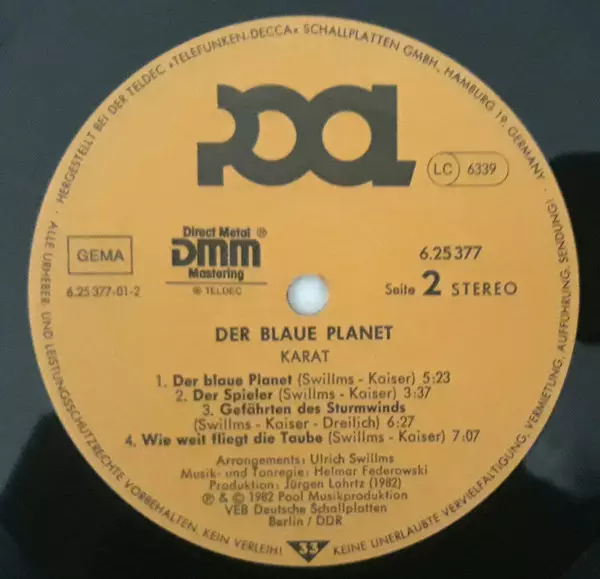 HERGESTELLT BEI DER TELDEC »TELEFUNKEN-DECCA« SCHALLPLATTEN GMBH, HAMBURG 19, GERMANY · ALLE URHEBER- UND LEISTUNGSSCHUTZRECHTE VORBEHALTEN. KEIN VERLEIH! KEINE UNERLAUBTE VERVIELFÄLTIGUNG, VERMIETUNG, AUFFÜHRUNG, SENDUNG!
pool
LC 6339
GEMA
6.25 377-01-2
Direct Metal ®
DMM
Mastering
® TELDEC
6.25 377
Seite 2 STEREO
DER BLAUE PLANET
KARAT
1. Der blaue Planet (Swillms - Kaiser) 5:23
2. Der Spieler (Swillms - Kaiser) 3:37
3. Gefährten des Sturmwinds
(Swillms - Kaiser - Dreilich) 6:27
4. Wie weit fliegt die Taube (Swillms - Kaiser) 7:07
Arrangements: Ulrich Swillms
Musik- und Tonregie: Helmar Federowski
Produktion: Jürgen Lahrtz (1982)
℗ & © 1982 Pool Musikproduktion
VEB Deutsche Schallplatten
Berlin / DDR
33